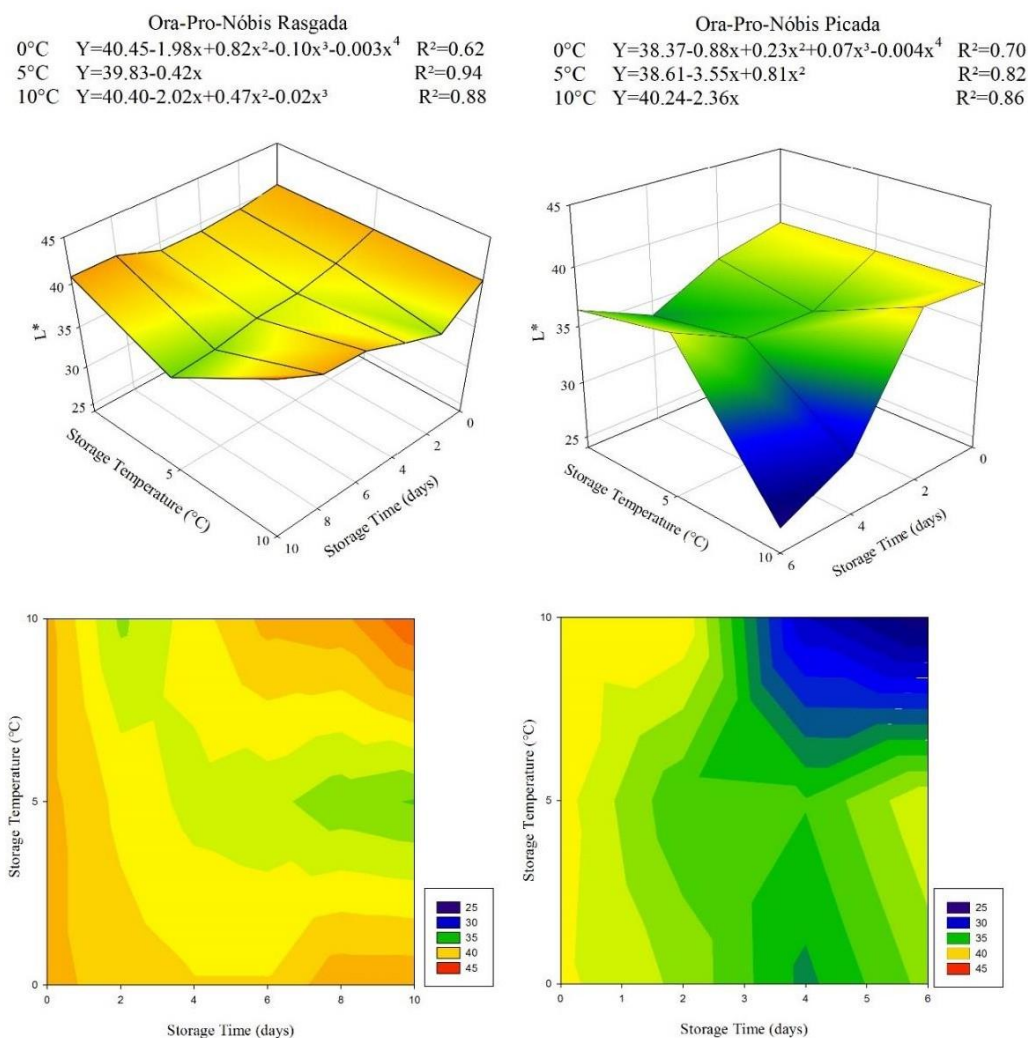 Ora-Pro-Nóbis Rasgada
0°C Y=40.45-1.98x+0.82x²-0.10x³-0.003x⁴ R²=0.62
5°C Y=39.83-0.42x R²=0.94
10°C Y=40.40-2.02x+0.47x²-0.02x³ R²=0.88
Ora-Pro-Nóbis Picada
0°C Y=38.37-0.88x+0.23x²+0.07x³-0.004x⁴ R²=0.70
5°C Y=38.61-3.55x+0.81x² R²=0.82
10°C Y=40.24-2.36x R²=0.86
45
40
35
30
25
L*
Storage Temperature (°C)
5
10
Storage Time (days)
0
2
4
6
8
10
45
40
35
30
25
L*
Storage Temperature (°C)
5
10
Storage Time (days)
0
2
4
6
10
5
0
Storage Temperature (°C)
0 2 4 6 8 10
Storage Time (days)
25
30
35
40
45
10
5
0
Storage Temperature (°C)
0 1 2 3 4 5 6
Storage Time (days)
25
30
35
40
45